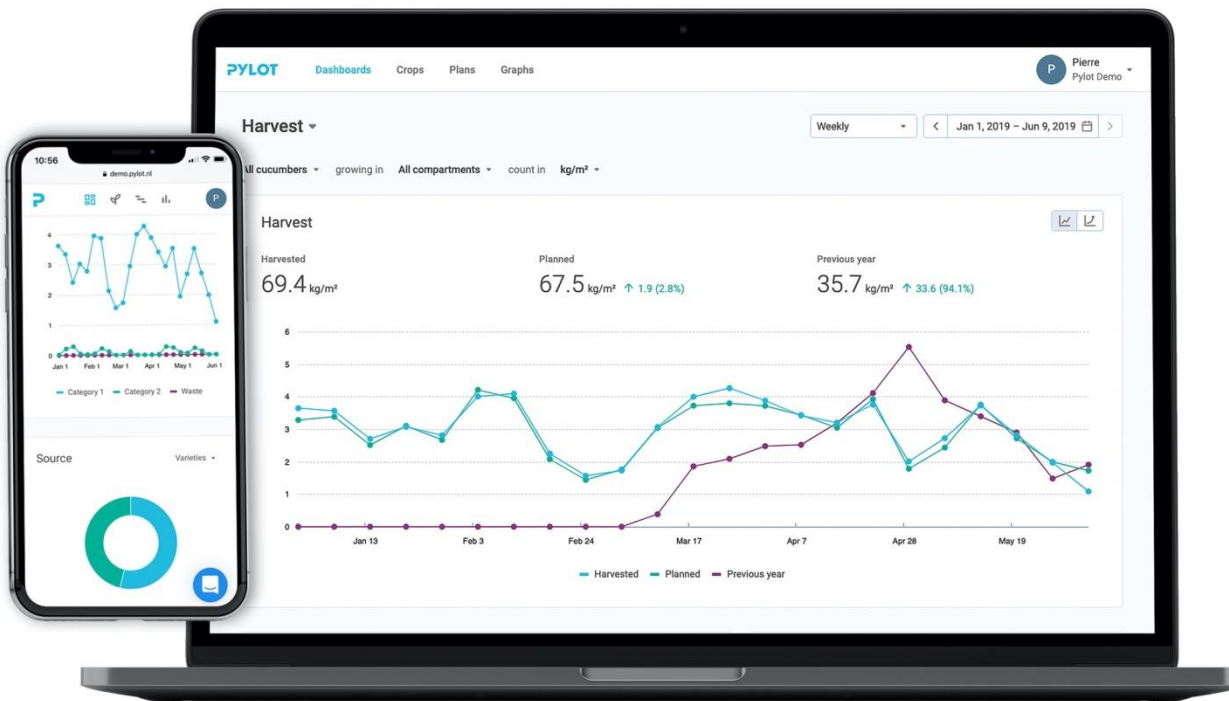 PYLOT Dashboards Crops Plans Graphs
P Pierre
Pylot Demo
Harvest
Weekly Jan 1, 2019 – Jun 9, 2019
All cucumbers growing in All compartments count in kg/m²
Harvest
Harvested Planned Previous year
69.4 kg/m² 67.5 kg/m² ↑ 1.9 (2.8%) 35.7 kg/m² ↑ 33.6 (94.1%)
6
5
4
3
2
1
0
Jan 13 Feb 3 Feb 24 Mar 17 Apr 7 Apr 28 May 19
Harvested Planned Previous year
10:56
demo.pylot.nl
P P
4
3
2
1
0
Jan 1 Feb 1 Mar 1 Apr 1 May 1 Jun 1
Category 1 Category 2 Waste
Source Varieties